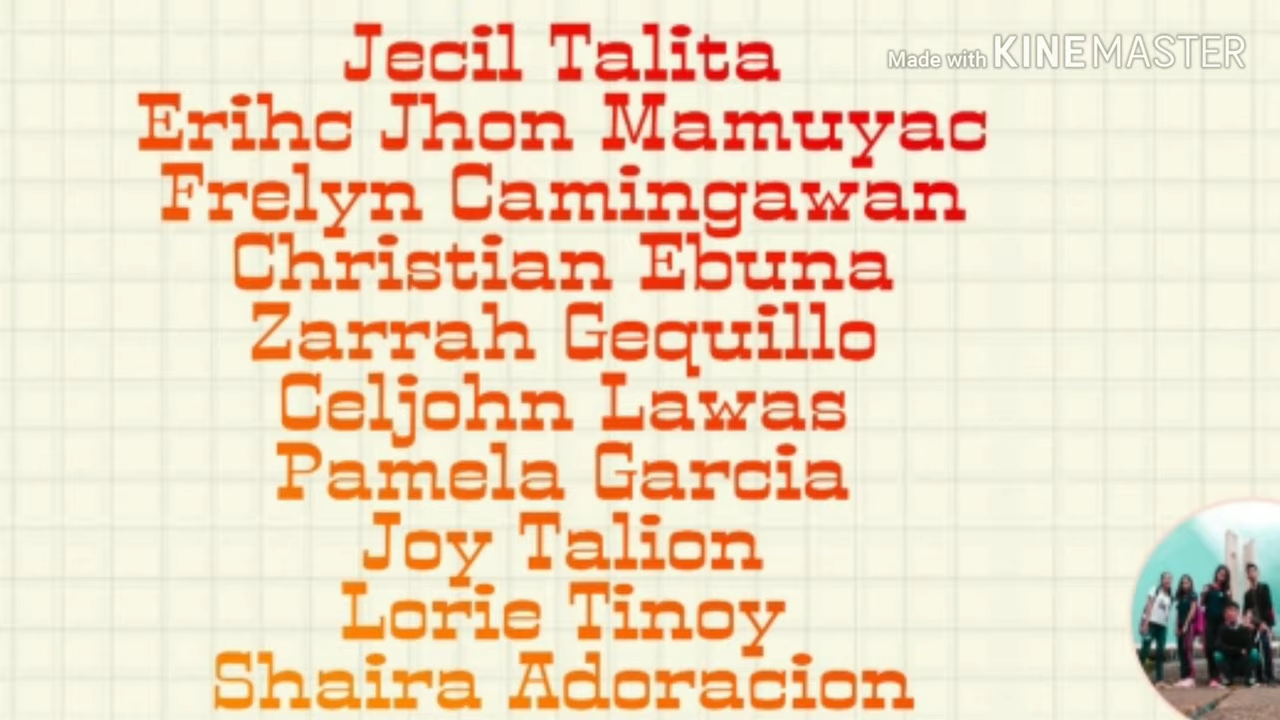 Jecil Talita
Made with KINEMASTER
Erihc Jhon Mamuyac
Frelyn Camingawan
Christian Ebuna
Zarrah Gequillo
Celjohn Lawas
Pamela Garcia
Joy Talion
Lorie Tinoy
Shaira Adoracion